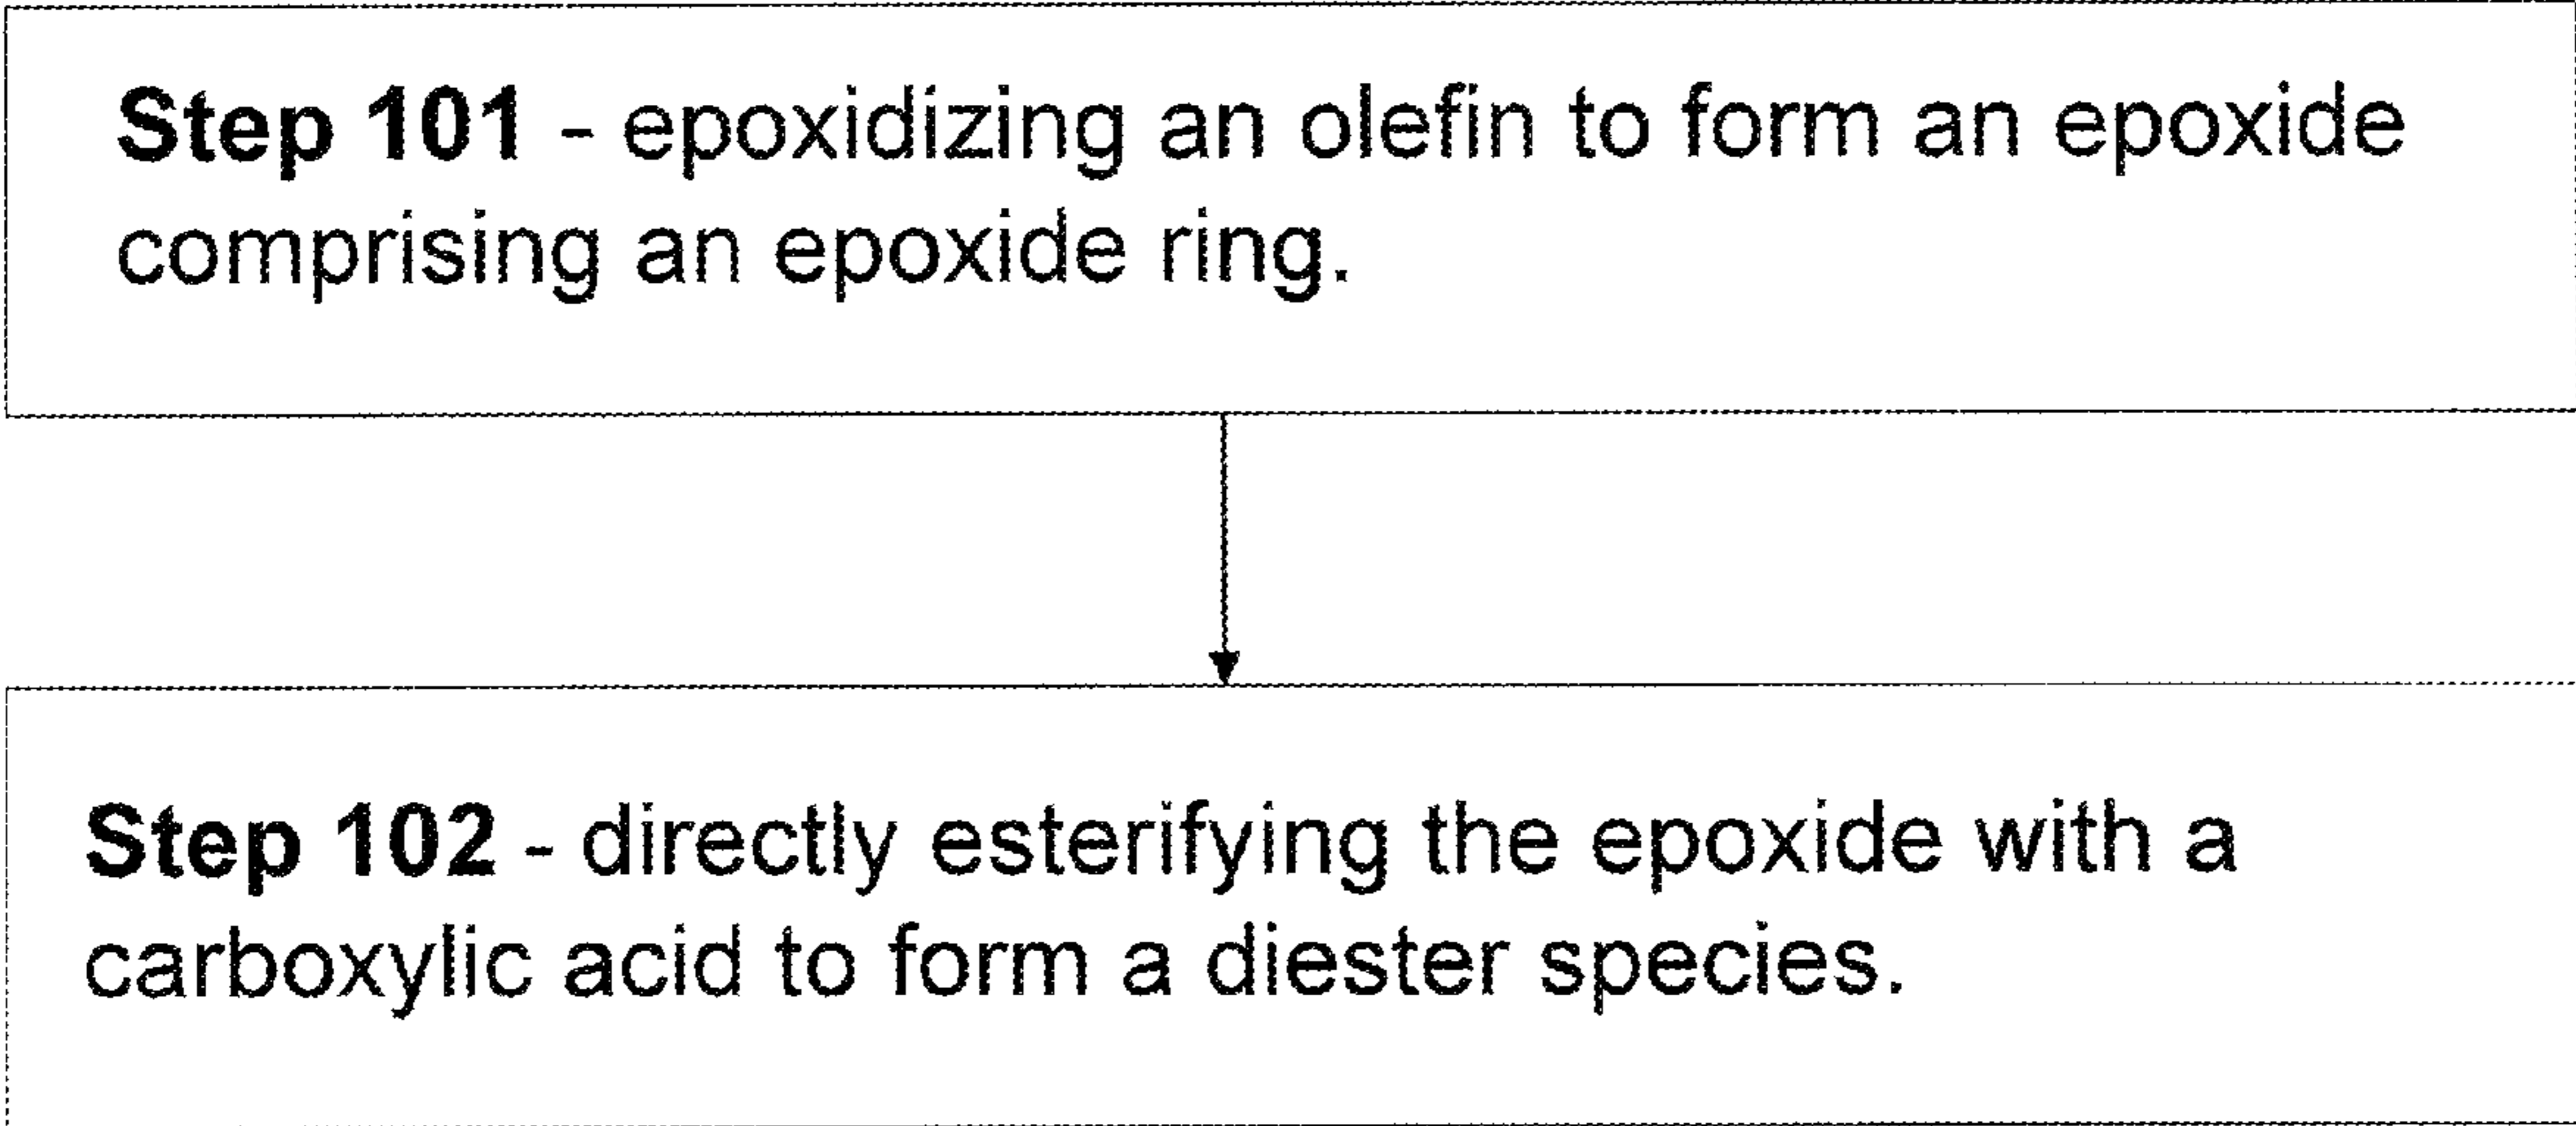 Step 101 - epoxidizing an olefin to form an epoxide
comprising an epoxide ring.
Step 102 - directly esterifying the epoxide with a
carboxylic acid to form a diester species.